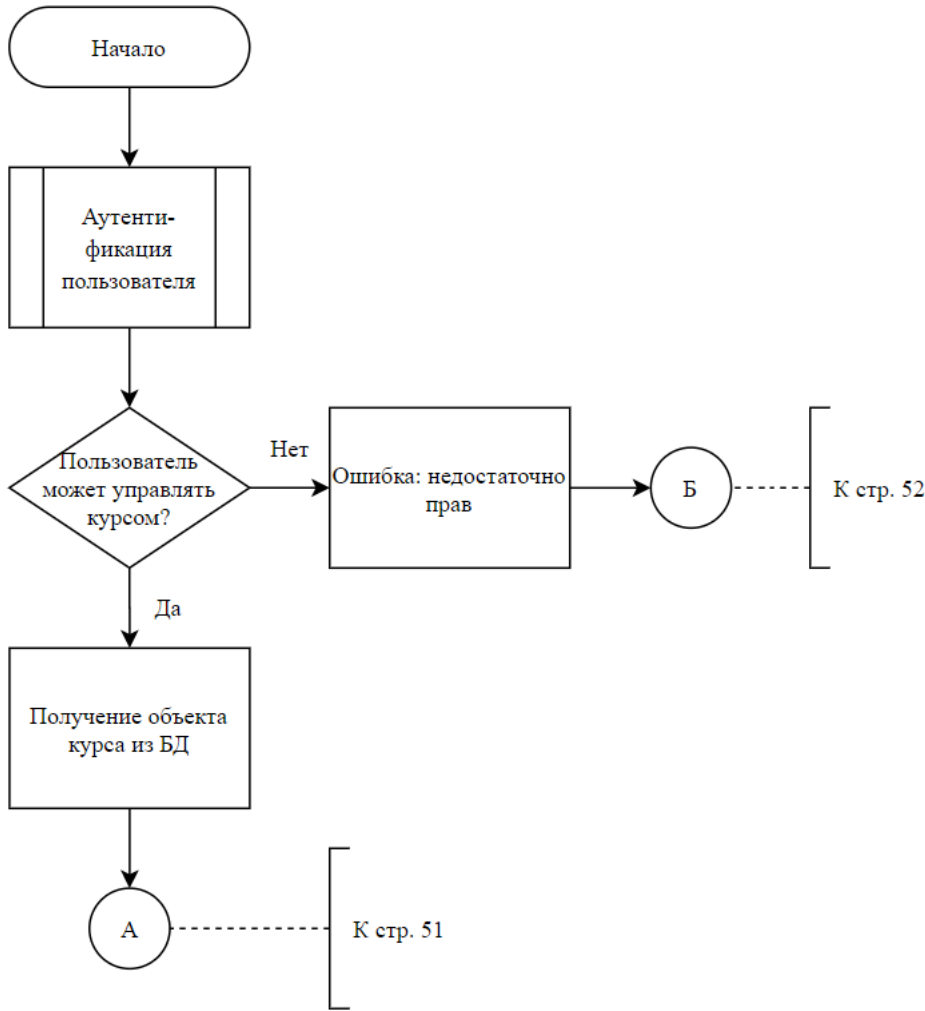 Начало
Аутенти-
фикация
пользователя
Пользователь
может управлять
курсом?
Нет
Ошибка: недостаточно
прав
Б
К стр. 52
Да
Получение объекта
курса из БД
А
К стр. 51